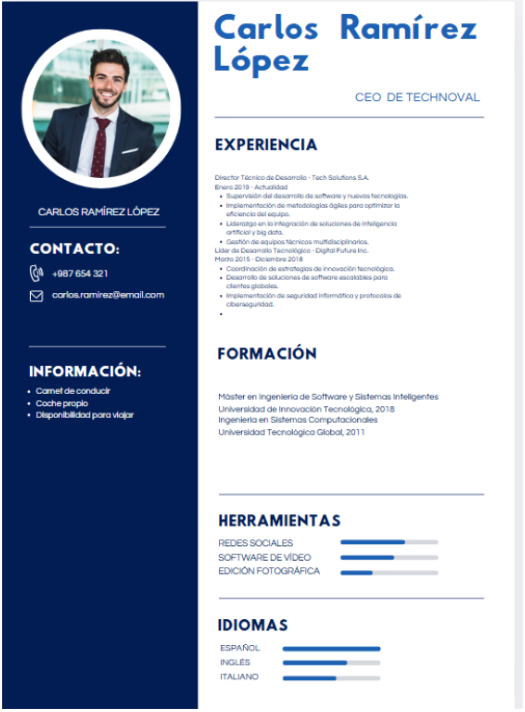 Carlos Ramírez
López
CEO DE TECHNOVAL
CARLOS RAMÍREZ LÓPEZ
CONTACTO:
+987 654 321
carlos.ramirez@email.com
INFORMACIÓN:
Carnet de conducir
Coche propio
Disponibilidad para viajar
EXPERIENCIA
Director Técnico de Desarrollo - Tech Solutions S.A.
Enero 2019 - Actualidad
Supervisión del desarrollo de software y nuevas tecnologías.
Implementación de metodologías ágiles para optimizar la
eficiencia del equipo.
Liderazgo en la integración de soluciones de inteligencia
artificial y big data.
Gestión de equipos técnicos multidisciplinarios.
Líder de Desarrollo Tecnológico - Digital Future Inc.
Marzo 2015 - Diciembre 2018
Coordinación de estrategias de innovación tecnológica.
Desarrollo de soluciones de software escalables para
clientes globales.
Implementación de seguridad informática y protocolos de
ciberseguridad.
FORMACIÓN
Máster en Ingeniería de Software y Sistemas Inteligentes
Universidad de Innovación Tecnológica, 2018
Ingeniería en Sistemas Computacionales
Universidad Tecnológica Global, 2011
HERRAMIENTAS
REDES SOCIALES
SOFTWARE DE VÍDEO
EDICIÓN FOTOGRÁFICA
IDIOMAS
ESPAÑOL
INGLÉS
ITALIANO